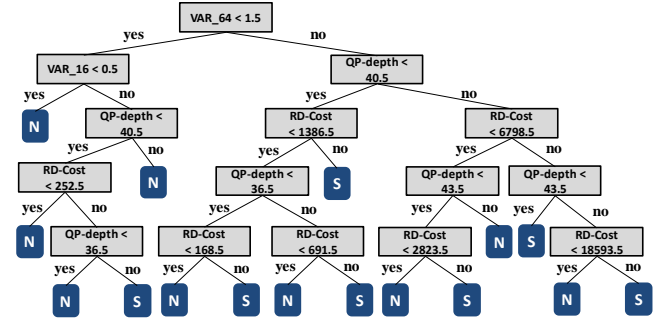 VAR_64 < 1.5
yes
no
VAR_16 < 0.5
QP-depth <
40.5
yes
no
yes
no
N
QP-depth <
40.5
RD-Cost
< 1386.5
RD-Cost
< 6798.5
yes
no
yes
no
yes
no
RD-Cost
< 252.5
N
QP-depth <
36.5
S
QP-depth <
43.5
QP-depth <
43.5
yes
no
yes
no
yes
no
yes
no
N
QP-depth <
36.5
RD-Cost
< 168.5
RD-Cost
< 691.5
RD-Cost
< 2823.5
N
S
RD-Cost
< 18593.5
yes
no
yes
no
yes
no
yes
no
yes
no
N
S
N
S
N
S
N
S
N
S